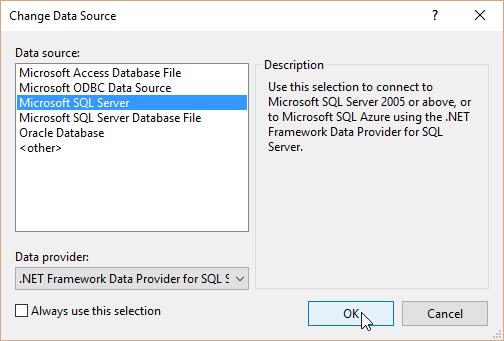 Change Data Source
?
Data source:
Microsoft Access Database File
Microsoft ODBC Data Source
Microsoft SQL Server
Microsoft SQL Server Database File
Oracle Database
<other>
Description
Use this selection to connect to
Microsoft SQL Server 2005 or above, or
to Microsoft SQL Azure using the .NET
Framework Data Provider for SQL
Server.
Data provider:
.NET Framework Data Provider for SQL S
Always use this selection
OK
Cancel